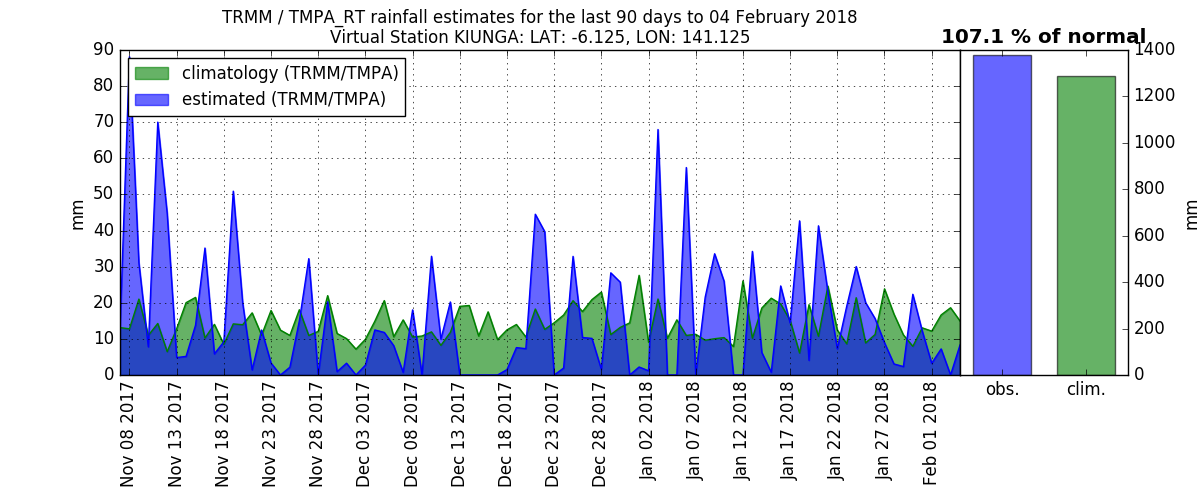 TRMM / TMPA_RT rainfall estimates for the last 90 days to 04 February 2018
Virtual Station KIUNGA: LAT: -6.125, LON: 141.125
107.1 % of normal
climatology (TRMM/TMPA)
estimated (TRMM/TMPA)
mm
90
80
70
60
50
40
30
20
10
0
Nov 08 2017
Nov 13 2017
Nov 18 2017
Nov 23 2017
Nov 28 2017
Dec 03 2017
Dec 08 2017
Dec 13 2017
Dec 18 2017
Dec 23 2017
Dec 28 2017
Jan 02 2018
Jan 07 2018
Jan 12 2018
Jan 17 2018
Jan 22 2018
Jan 27 2018
Feb 01 2018
obs.
clim.
1400
1200
1000
800
600
400
200
0
mm